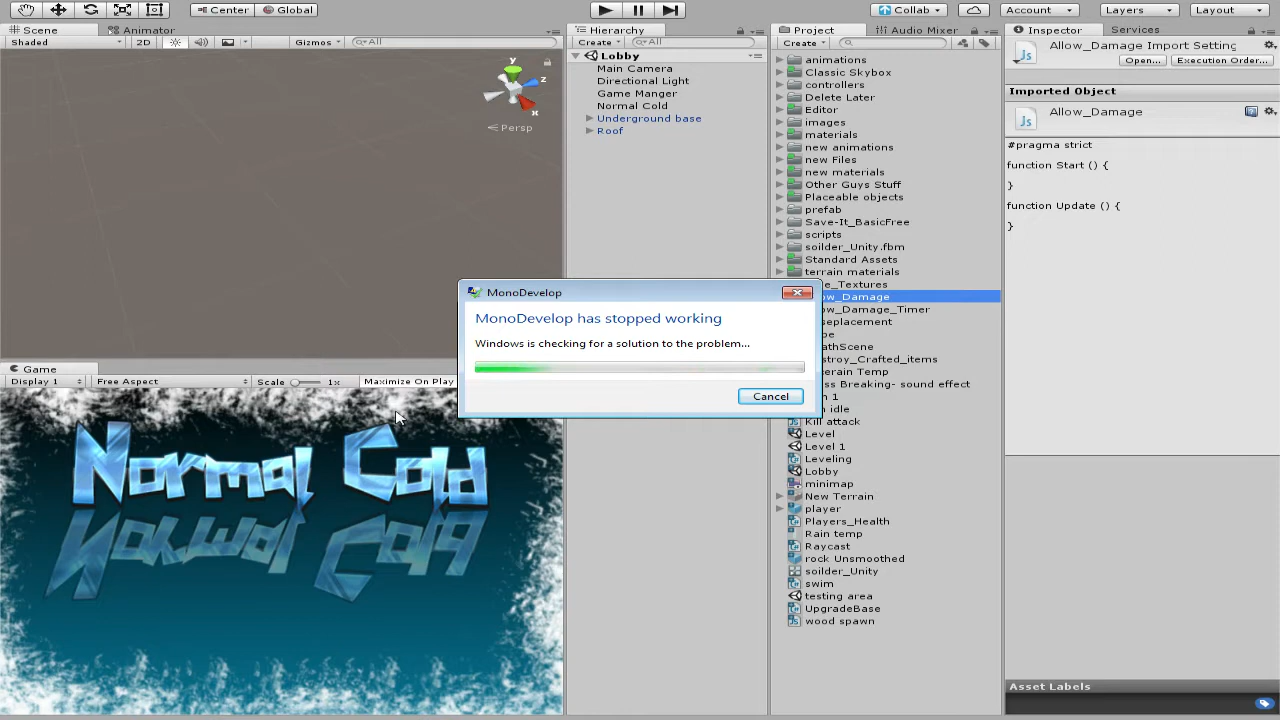 Center
Global
Collab
Account
Layers
Layout
Scene
Animator
Shaded
2D
Gizmos
All
y
z
x
Persp
Hierarchy
Create
All
Lobby
Main Camera
Directional Light
Game Manger
Normal Cold
Underground base
Roof
Project
Audio Mixer
Create
animations
Classic Skybox
controllers
Delete Later
Editor
images
materials
new animations
new Files
new materials
Other Guys Stuff
Placeable objects
prefab
Save-It_BasicFree
scripts
soilder_Unity.fbm
Standard Assets
terrain materials
_Textures
_Damage
_Damage_Timer
Kill attack
Level
Level 1
Leveling
Lobby
minimap
New Terrain
player
Players_Health
Rain temp
Raycast
rock Unsmoothed
soilder_Unity
swim
testing area
UpgradeBase
wood spawn
Inspector
Services
Allow_Damage Import Setting
Open...
Execution Order...
Imported Object
Allow_Damage
#pragma strict
function Start () {
}
function Update () {
}
Asset Labels
MonoDevelop
MonoDevelop has stopped working
Windows is checking for a solution to the problem...
Cancel
Game
Display 1
Free Aspect
Scale
1x
Maximize On Play
Normal Cold